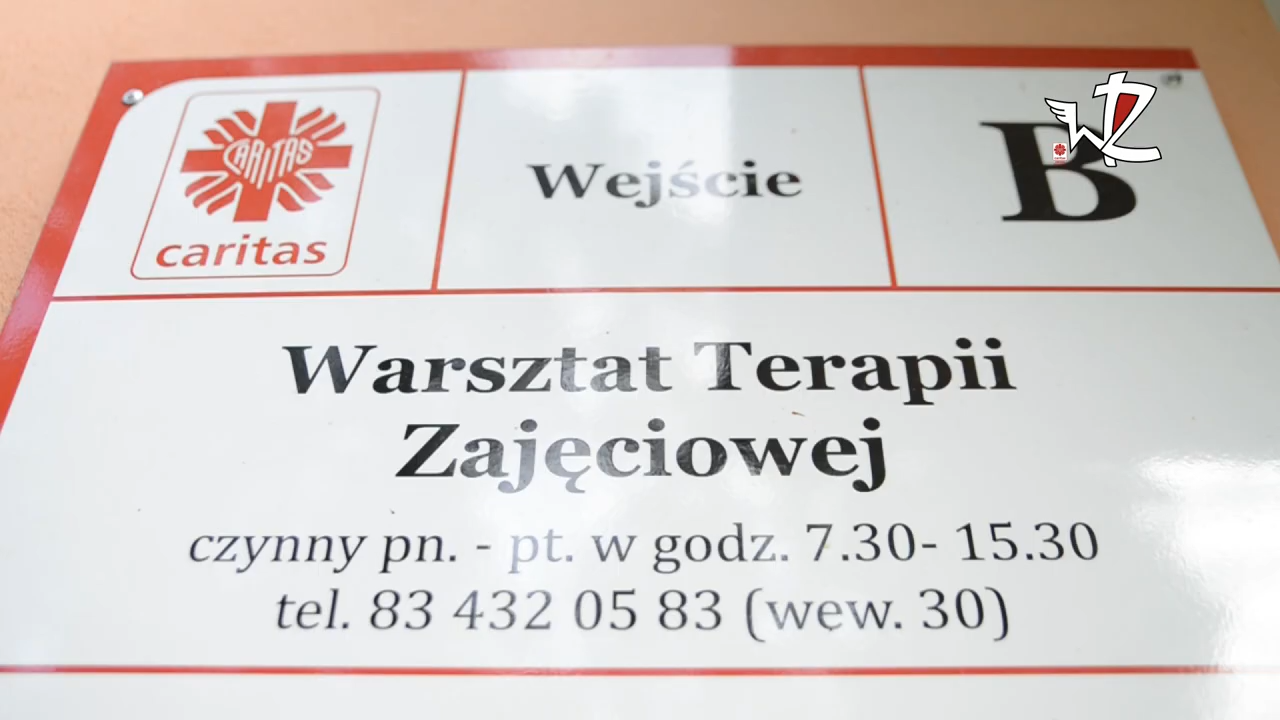 CARITAS
caritas
Wejście
B
Warsztat Terapii
Zajęciowej
czynny pn. - pt. w godz. 7.30- 15.30
tel. 83 432 05 83 (wew. 30)